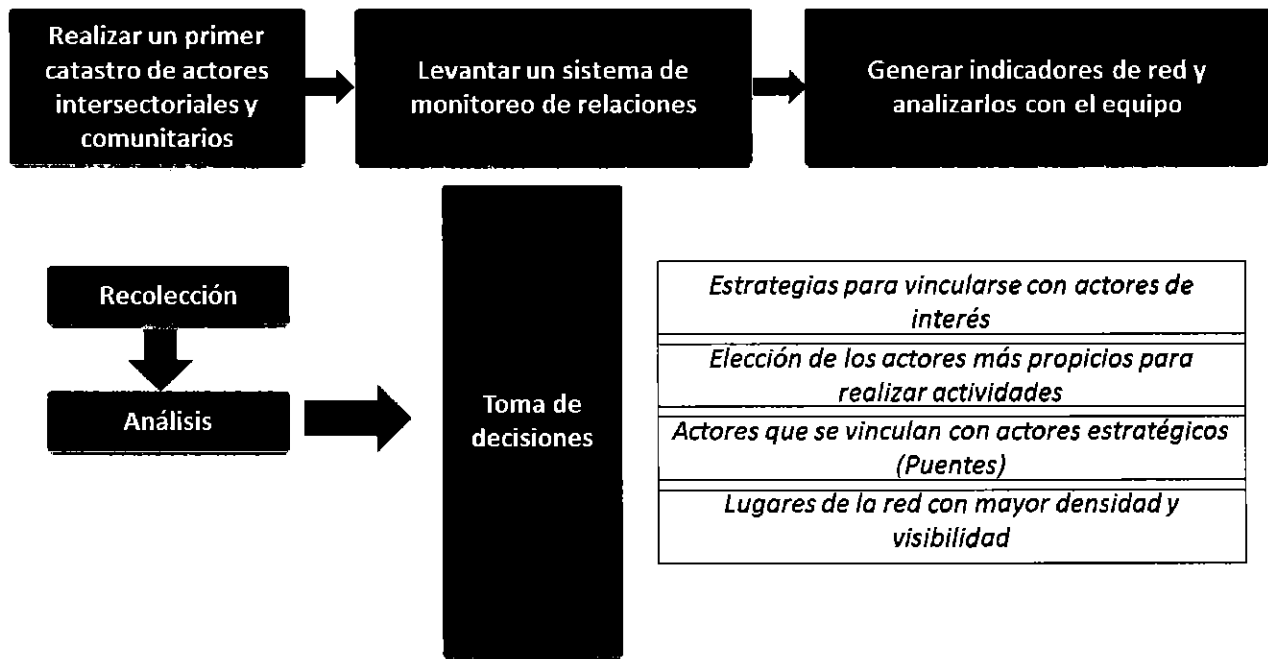 Realizar un primer
catastro de actores
intersectoriales y
comunitarios
Levantar un sistema de
monitoreo de relaciones
Generar indicadores de red y
analizarlos con el equipo
Recolección
Análisis
Toma de
decisiones
Estrategias para vincularse con actores de
interés
Elección de los actores más propicios para
realizar actividades
Actores que se vinculan con actores estratégicos
(Puentes)
Lugares de la red con mayor densidad y
visibilidad